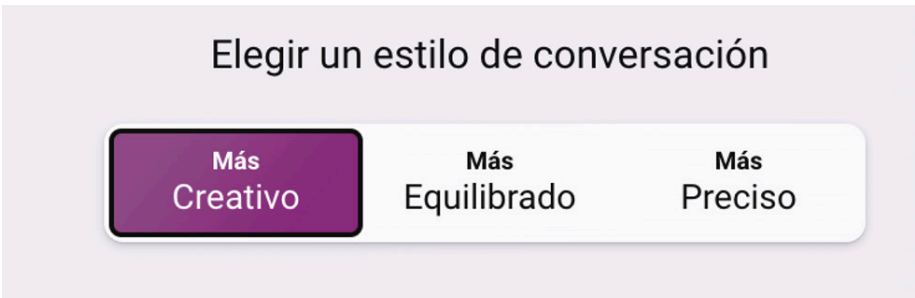 Elegir un estilo de conversación
Más
Creativo
Más
Equilibrado
Más
Preciso